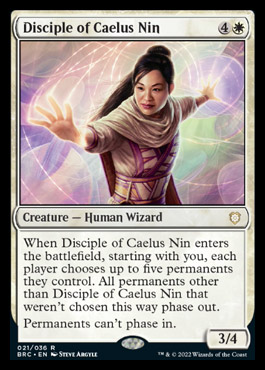 Disciple of Caelus Nin 4
Creature — Human Wizard
When Disciple of Caelus Nin enters
the battlefield, starting with you, each
player chooses up to five permanents
they control. All permanents other
than Disciple of Caelus Nin that
weren't chosen this way phase out.
Permanents can't phase in.
3/4
021/036 R
BRC • EN STEVE ARGYLE
™ & © 2022 Wizards of the Coast